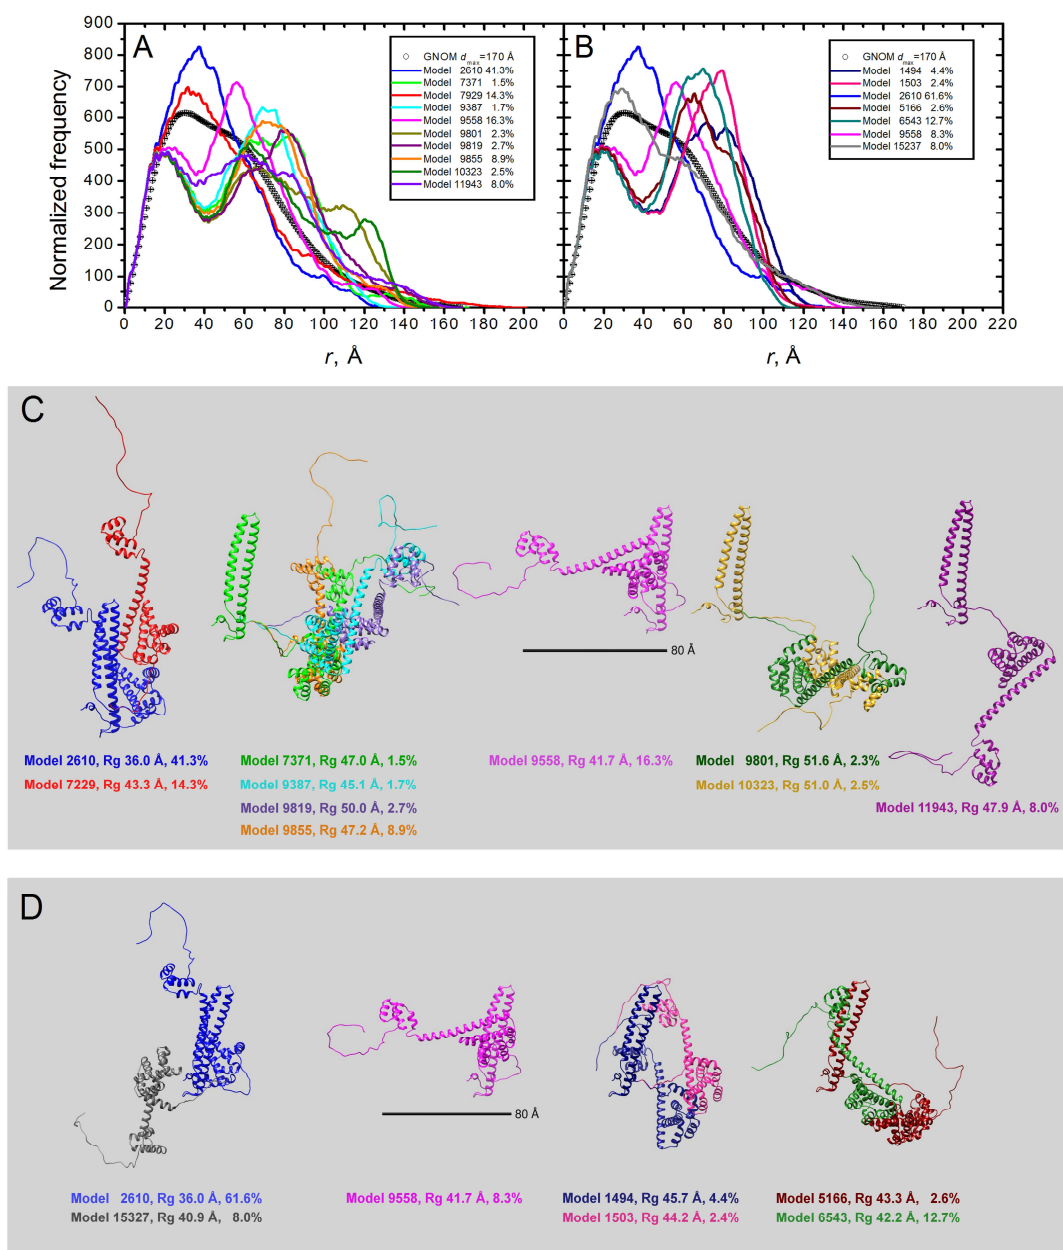 A
B
Normalized frequency
900
800
700
600
500
400
300
200
100
0
GNOM dmax=170 Å
Model 2610 41.3%
Model 7371 1.5%
Model 7929 14.3%
Model 9387 1.7%
Model 9558 16.3%
Model 9801 2.3%
Model 9819 2.7%
Model 9855 8.9%
Model 10323 2.5%
Model 11943 8.0%
GNOM dmax=170 Å
Model 1494 4.4%
Model 1503 2.4%
Model 2610 61.6%
Model 5166 2.6%
Model 6543 12.7%
Model 9558 8.3%
Model 15237 8.0%
0 20 40 60 80 100 120 140 160 180 200
0 20 40 60 80 100 120 140 160 180 200 220
r, Å
r, Å
C
80 Å
Model 2610, Rg 36.0 Å, 41.3%
Model 7229, Rg 43.3 Å, 14.3%
Model 7371, Rg 47.0 Å, 1.5%
Model 9387, Rg 45.1 Å, 1.7%
Model 9819, Rg 50.0 Å, 2.7%
Model 9855, Rg 47.2 Å, 8.9%
Model 9558, Rg 41.7 Å, 16.3%
Model 9801, Rg 51.6 Å, 2.3%
Model 10323, Rg 51.0 Å, 2.5%
Model 11943, Rg 47.9 Å, 8.0%
D
80 Å
Model 2610, Rg 36.0 Å, 61.6%
Model 15327, Rg 40.9 Å, 8.0%
Model 9558, Rg 41.7 Å, 8.3%
Model 1494, Rg 45.7 Å, 4.4%
Model 1503, Rg 44.2 Å, 2.4%
Model 5166, Rg 43.3 Å, 2.6%
Model 6543, Rg 42.2 Å, 12.7%